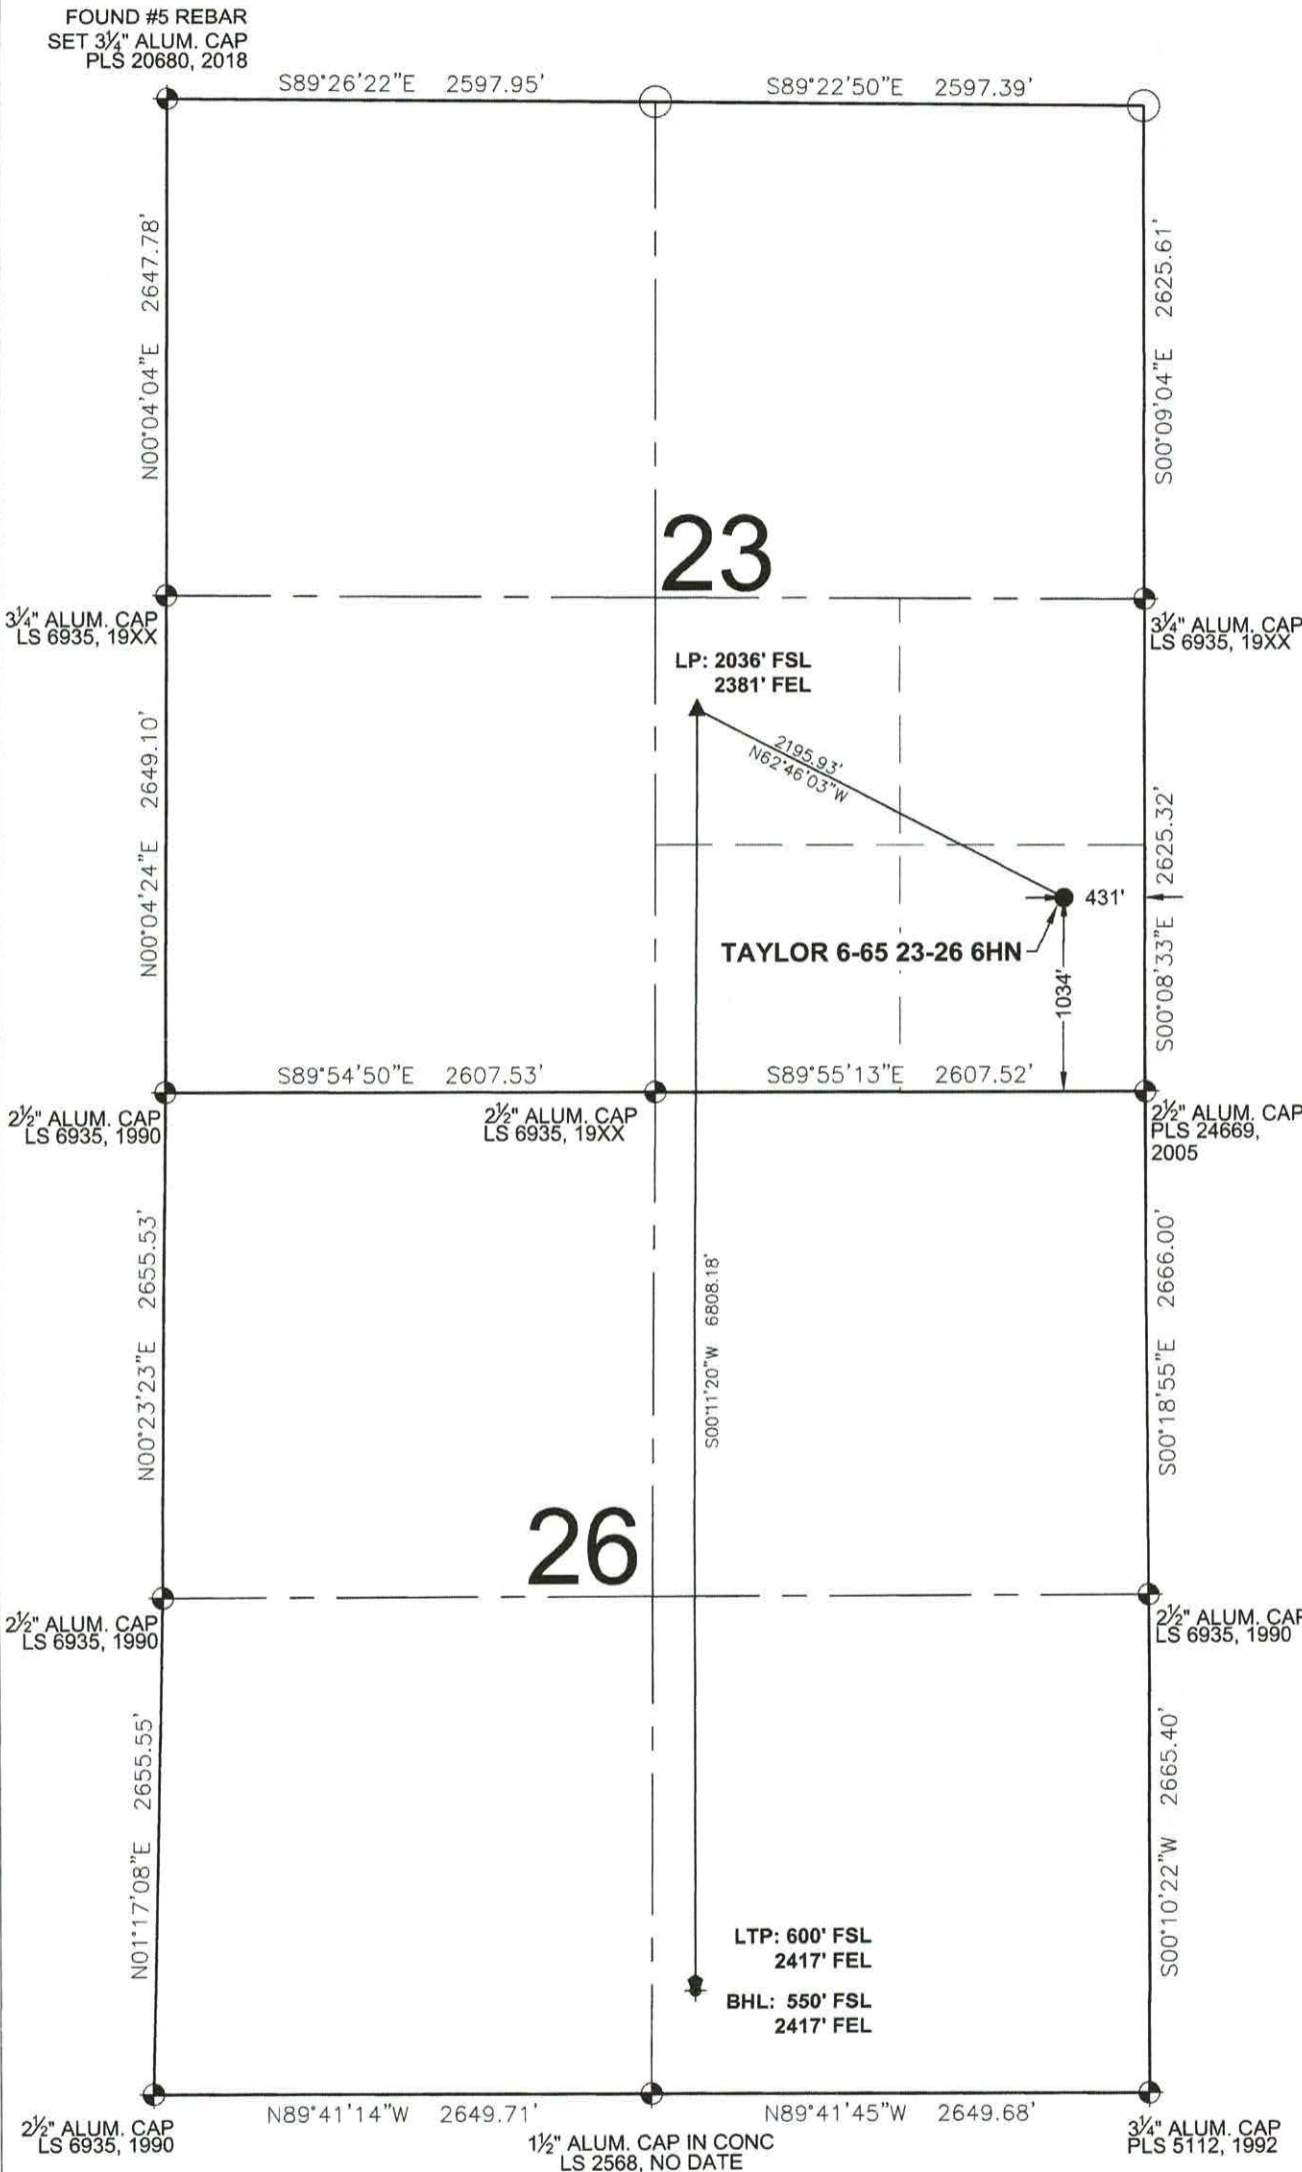 FOUND #5 REBAR
SET 3¼" ALUM. CAP
PLS 20680, 2018
S89°26'22"E 2597.95'
S89°22'50"E 2597.39'
N00°04'04"E 2647.78'
S00°09'04"E 2625.61'
23
3¼" ALUM. CAP
LS 6935, 19XX
3¼" ALUM. CAP
LS 6935, 19XX
LP: 2036' FSL
2381' FEL
2195.93'
N62°46'03"W
N00°04'24"E 2649.10'
S00°08'33"E 2625.32'
431'
TAYLOR 6-65 23-26 6HN
1034'
S89°54'50"E 2607.53'
S89°55'13"E 2607.52'
2½" ALUM. CAP
LS 6935, 1990
2½" ALUM. CAP
LS 6935, 19XX
2½" ALUM. CAP
PLS 24669,
2005
N00°23'23"E 2655.53'
S00°11'20"W 6808.18'
S00°18'55"E 2666.00'
26
2½" ALUM. CAP
LS 6935, 1990
2½" ALUM. CAP
LS 6935, 1990
N01°17'08"E 2655.55'
S00°10'22"W 2665.40'
LTP: 600' FSL
2417' FEL
BHL: 550' FSL
2417' FEL
N89°41'14"W 2649.71'
N89°41'45"W 2649.68'
2½" ALUM. CAP
LS 6935, 1990
1½" ALUM. CAP IN CONC
LS 2568, NO DATE
3¼" ALUM. CAP
PLS 5112, 1992